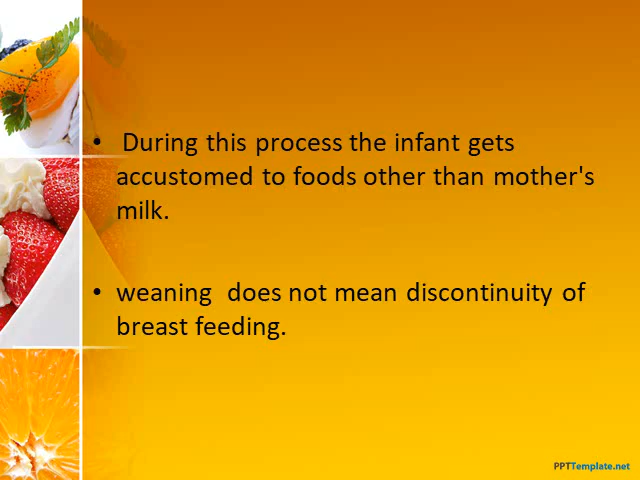 • During this process the infant gets
accustomed to foods other than mother's
milk.
• weaning  does not mean discontinuity of
breast feeding.
PPTTemplate.net